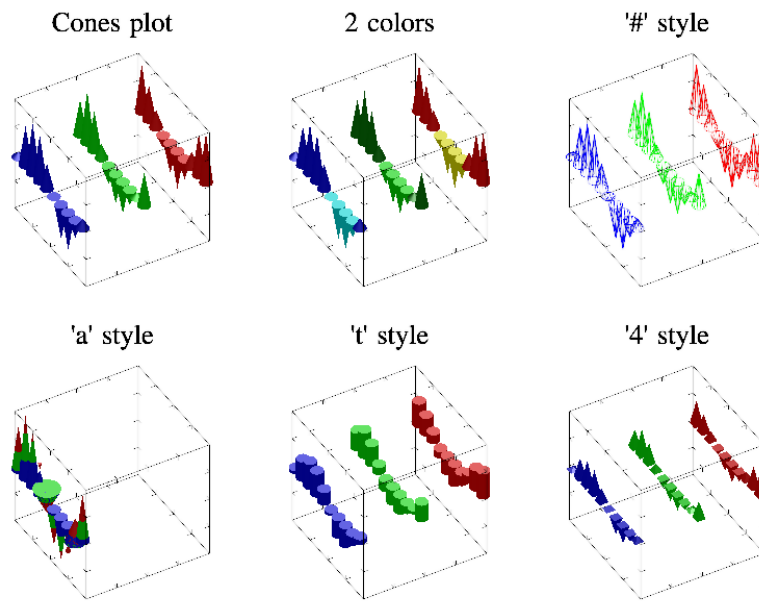 Cones plot
2 colors
'#' style
'a' style
't' style
'4' style